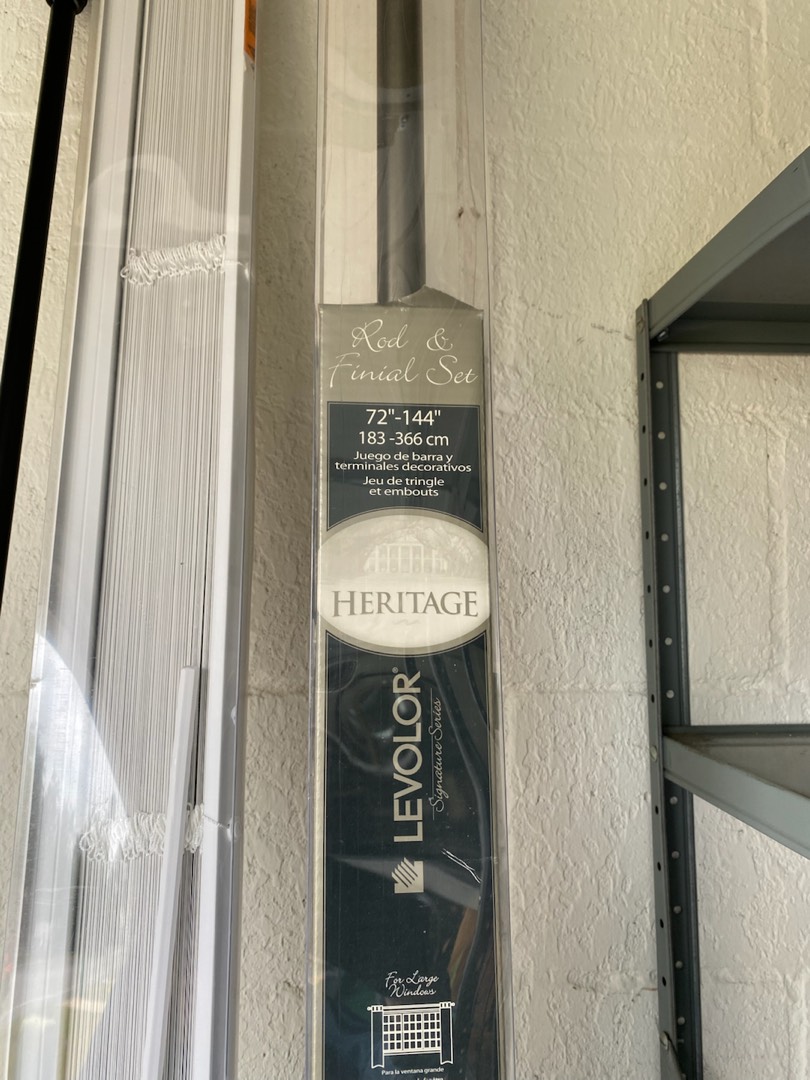 Rod &
Finial Set
72"-144"
183 -366 cm
Juego de barra y
terminales decorativos
Jeu de tringle
et embouts
HERITAGE
LEVOLOR®
Signature Series
For Large
Windows
Para la ventana grande